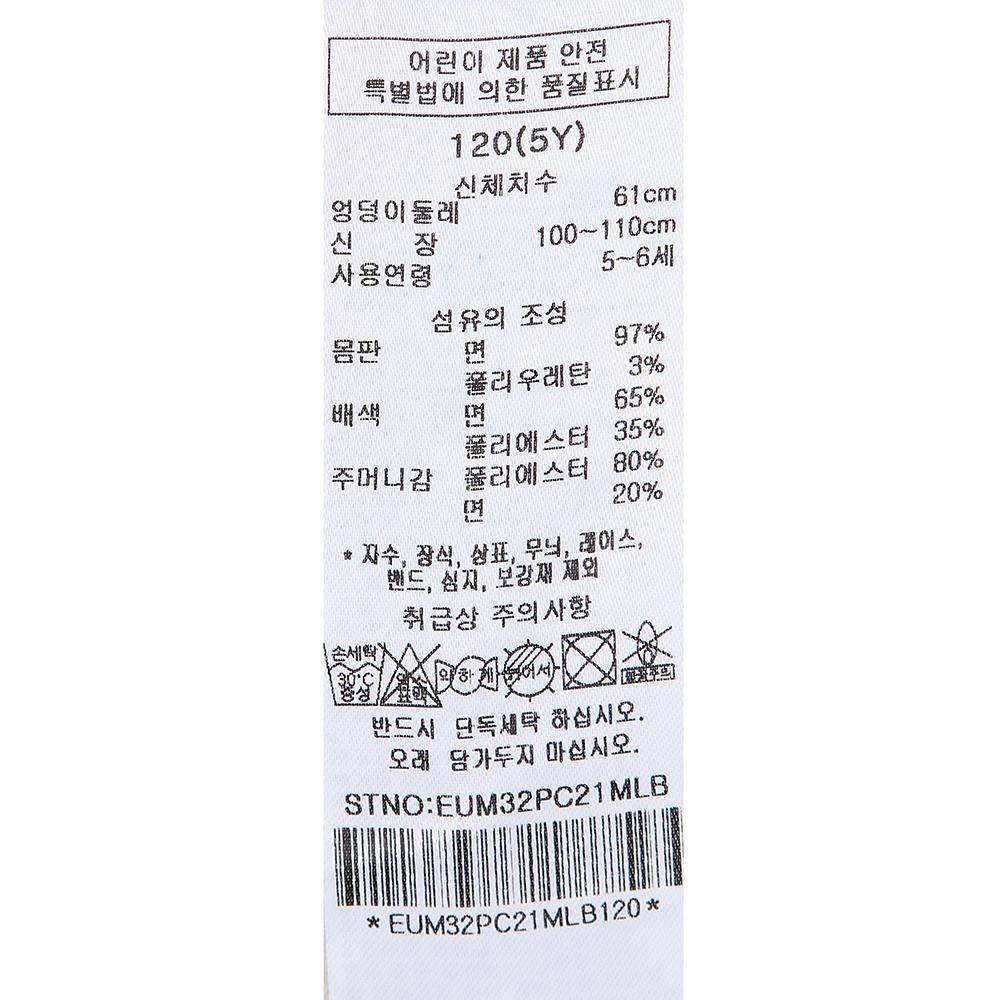 어린이 제품 안전
특별법에 의한 품질표시
120(5Y)
신체치수
엉덩이둘레 61cm
신 장 100~110cm
사용연령 5~6세
섬유의 조성
몸판 면 97%
폴리우레탄 3%
배색 면 65%
폴리에스터 35%
주머니감 폴리에스터 80%
면 20%
* 자수, 장식, 상표, 무늬, 레이스,
밴드, 심지, 보강재 제외
취급상 주의사항
손세탁
30°C
중성
염소
표백
약하게
뉘어서
반드시 단독세탁 하십시오.
오래 담가두지 마십시오.
STNO:EUM32PC21MLB
*EUM32PC21MLB120*